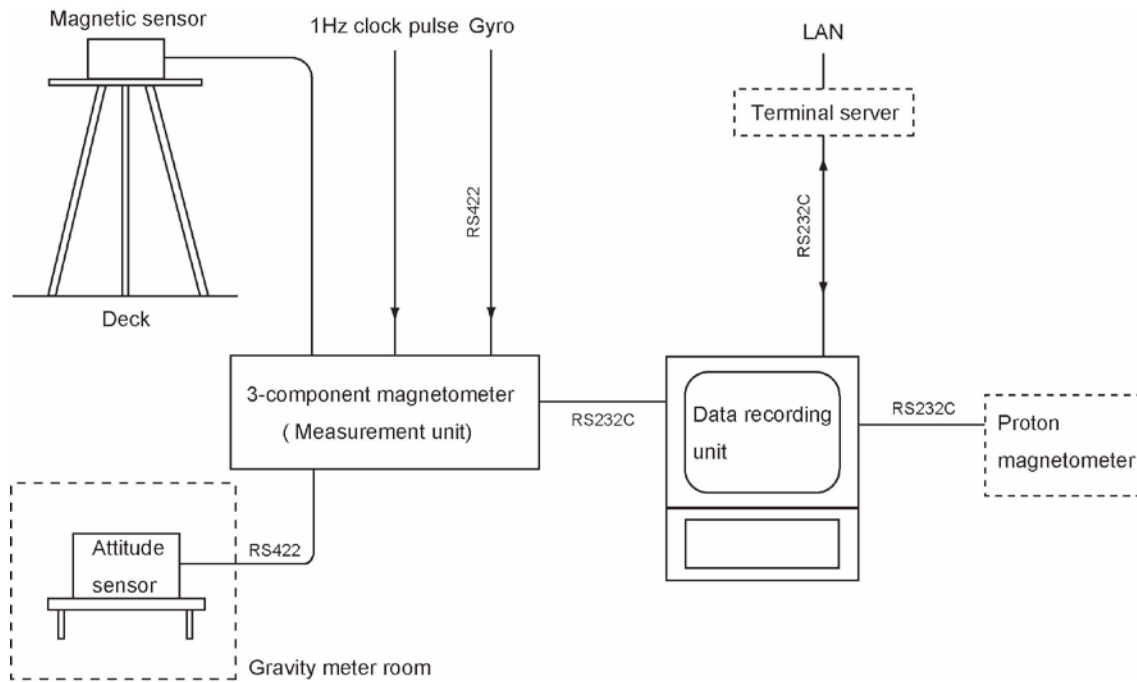 Magnetic sensor
1Hz clock pulse
Gyro
LAN
Terminal server
RS422
RS232C
Deck
3-component magnetometer
( Measurement unit)
RS232C
Data recording
unit
RS232C
Proton
magnetometer
Attitude
sensor
RS422
Gravity meter room